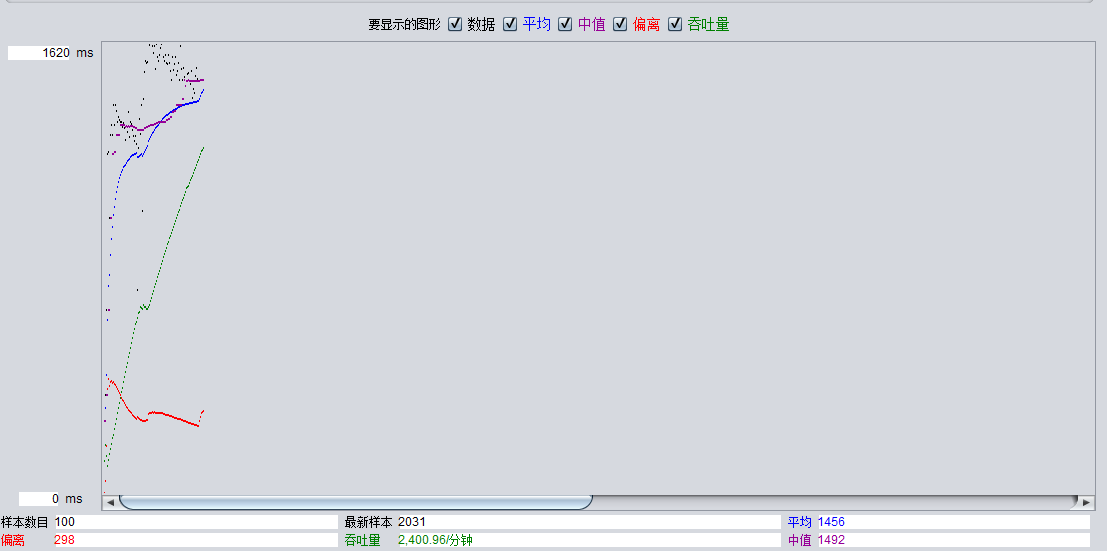 要显示的图形 数据 平均 中值 偏离 吞吐量
1620 ms
0 ms
样本数目 100 最新样本 2031 平均 1456
偏离 298 吞吐量 2,400.96/分钟 中值 1492